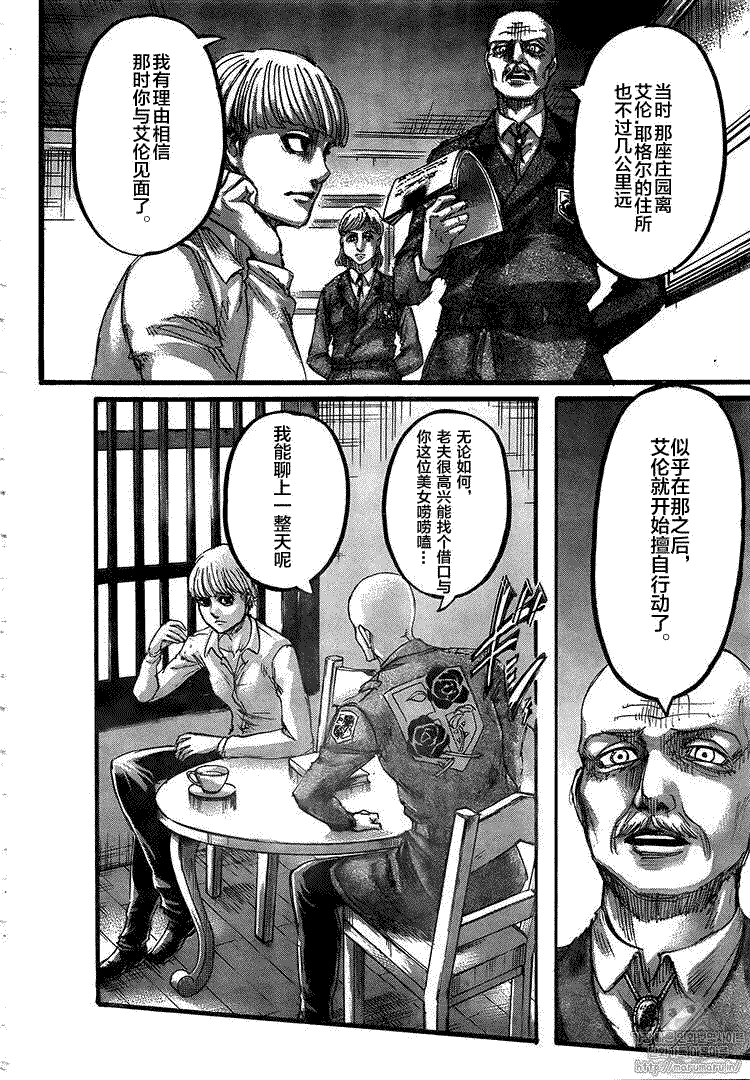 当时 那座庄园离
艾伦.耶格尔的住所
也不过几公里远
我有理由相信
那时你与艾伦见面了。
似乎在那之后，
艾伦就开始擅自行动了。
无论如何，
老夫很高兴能找个借口与
你这位美女唠唠嗑…
我能聊上一整天呢
http://marumaru.in/